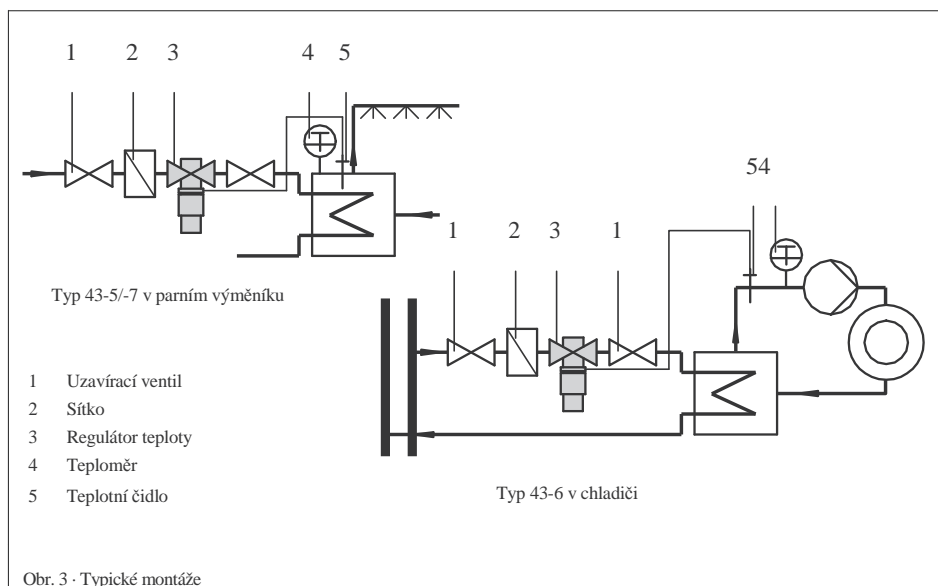 1 2 3 4 5
Typ 43-5/-7 v parním výměníku
1 2 3 1 54
1 Uzavírací ventil
2 Sítko
3 Regulátor teploty
4 Teploměr
5 Teplotní čidlo
Typ 43-6 v chladiči
Obr. 3 · Typické montáže